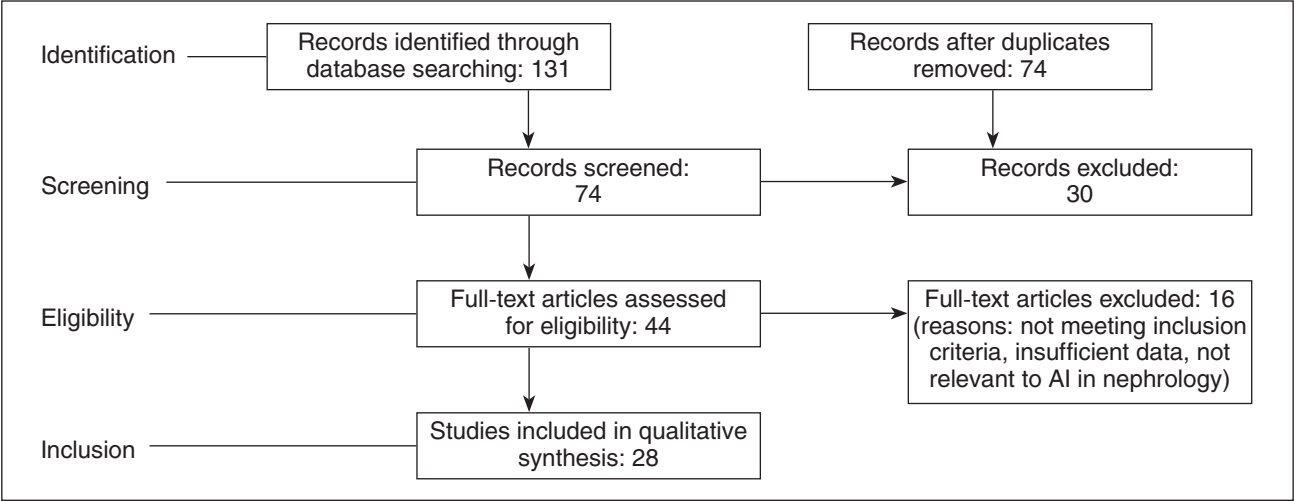 Identification
Records identified through
database searching: 131
Records after duplicates
removed: 74
Screening
Records screened:
74
Records excluded:
30
Eligibility
Full-text articles assessed
for eligibility: 44
Full-text articles excluded: 16
(reasons: not meeting inclusion
criteria, insufficient data, not
relevant to AI in nephrology)
Inclusion
Studies included in qualitative
synthesis: 28